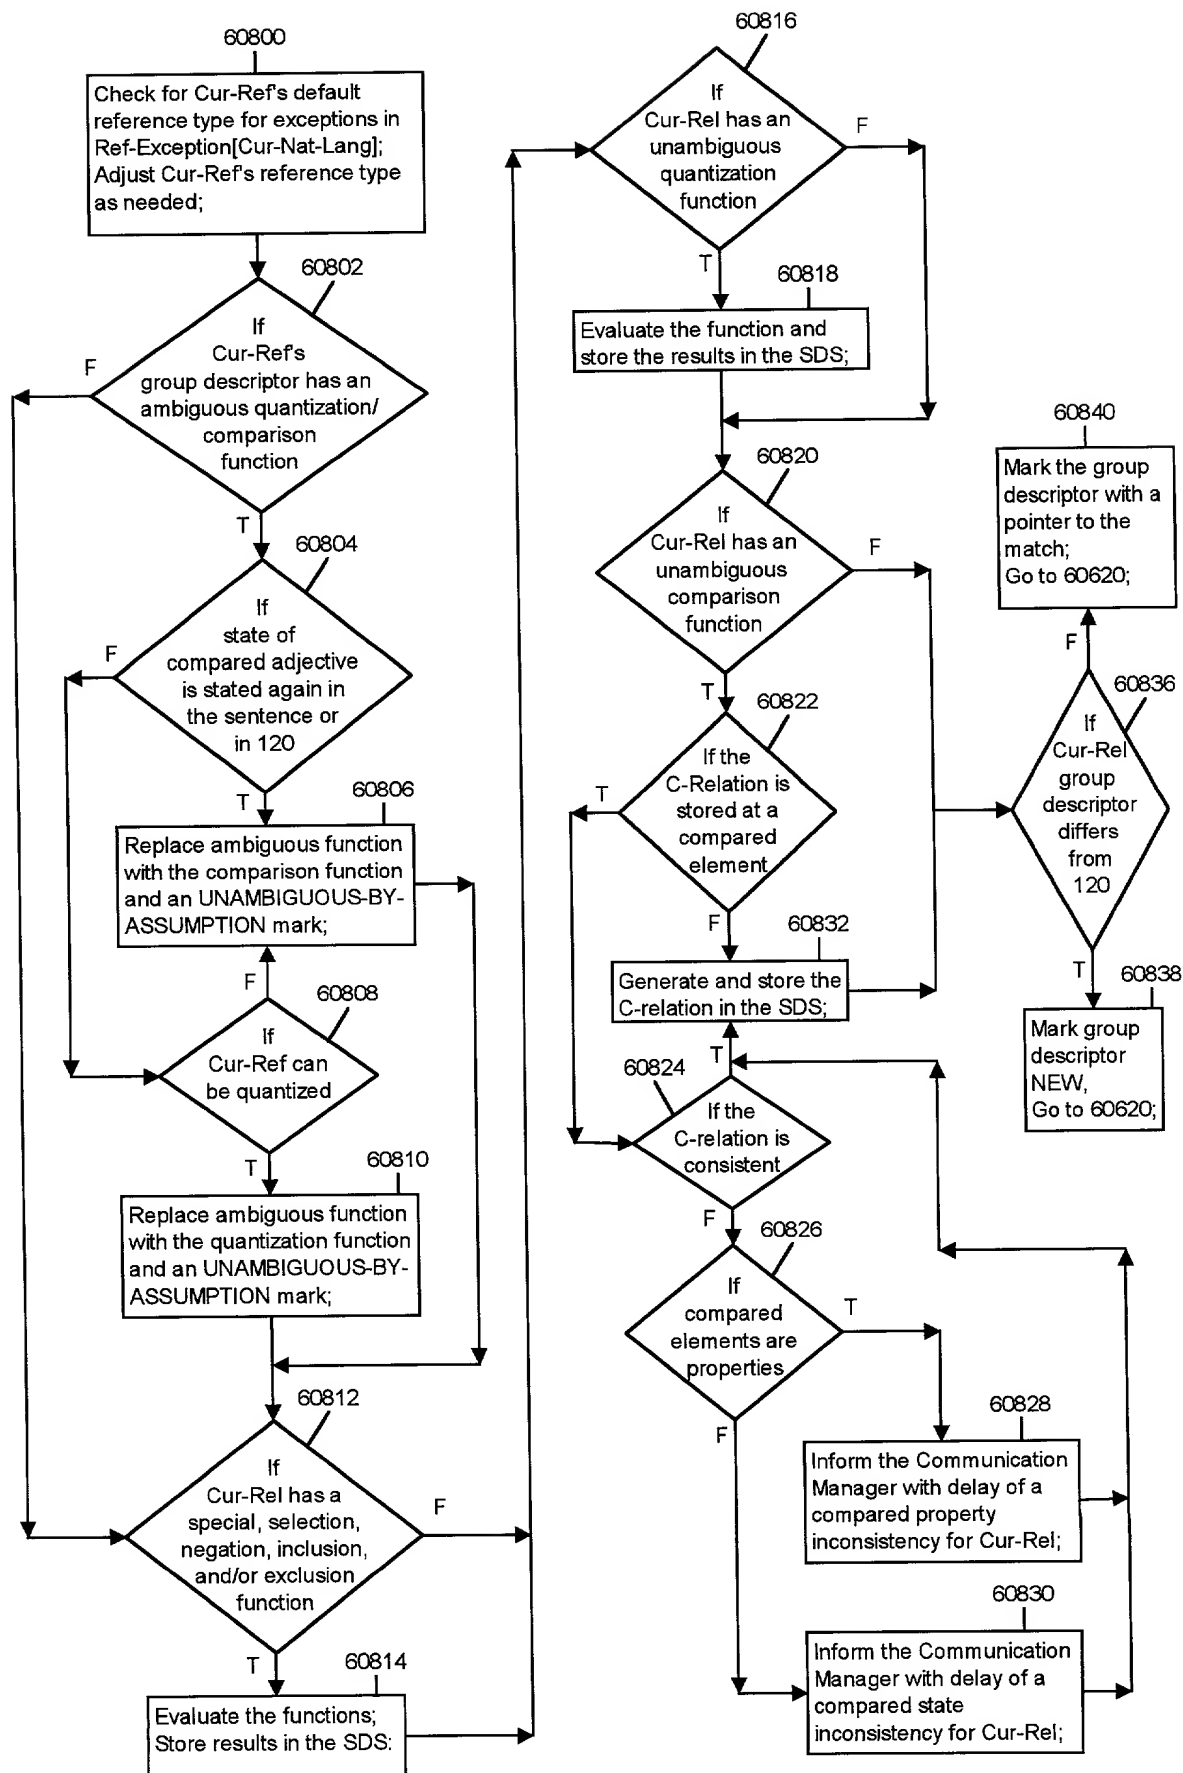 60800
Check for Cur-Ref's default
reference type for exceptions in
Ref-Exception[Cur-Nat-Lang];
Adjust Cur-Ref's reference type
as needed;
60802
If
Cur-Ref's
group descriptor has an
ambiguous quantization/
comparison
function
F
T
60804
If
state of
compared adjective
is stated again in
the sentence or
in 120
F
T
60806
Replace ambiguous function
with the comparison function
and an UNAMBIGUOUS-BY-
ASSUMPTION mark;
F
60808
If
Cur-Ref can
be quantized
T
60810
Replace ambiguous function
with the quantization function
and an UNAMBIGUOUS-BY-
ASSUMPTION mark;
60812
If
Cur-Rel has a
special, selection,
negation, inclusion,
and/or exclusion
function
F
T
60814
Evaluate the functions;
Store results in the SDS:
60816
If
Cur-Rel has an
unambiguous
quantization
function
F
T
60818
Evaluate the function and
store the results in the SDS;
60820
If
Cur-Rel has an
unambiguous
comparison
function
F
T
60822
If the
C-Relation is
stored at a
compared
element
T
F
60832
Generate and store the
C-relation in the SDS;
T
60824
If the
C-relation is
consistent
F
60826
If
compared
elements are
properties
T
F
60828
Inform the Communication
Manager with delay of a
compared property
inconsistency for Cur-Rel;
60830
Inform the Communication
Manager with delay of a
compared state
inconsistency for Cur-Rel;
60840
Mark the group
descriptor with a
pointer to the
match;
Go to 60620;
F
60836
If
Cur-Rel
group
descriptor
differs
from
120
T
60838
Mark group
descriptor
NEW,
Go to 60620;